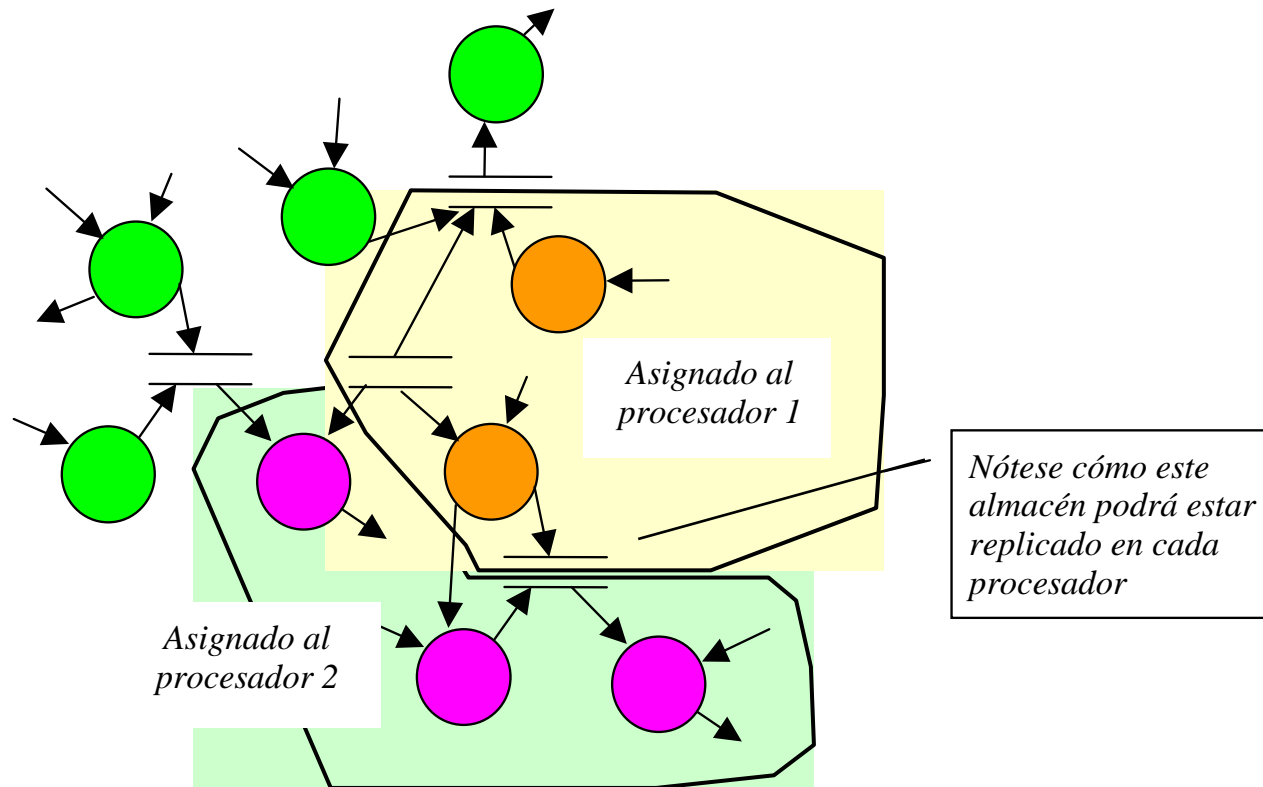 Asignado al
procesador 1
Nótese cómo este
almacén podrá estar
replicado en cada
procesador
Asignado al
procesador 2